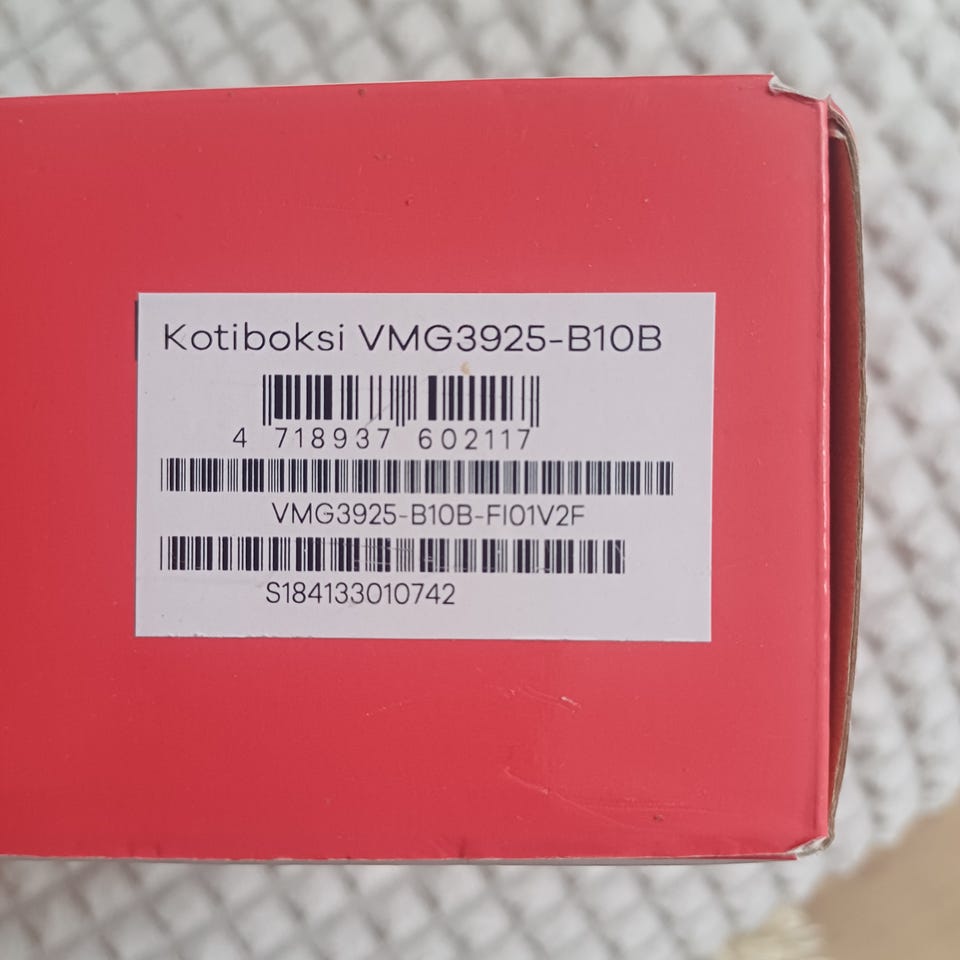 Kotiboksi VMG3925-B10B
4 718937 602117
VMG3925-B10B-FI01V2F
S184133010742